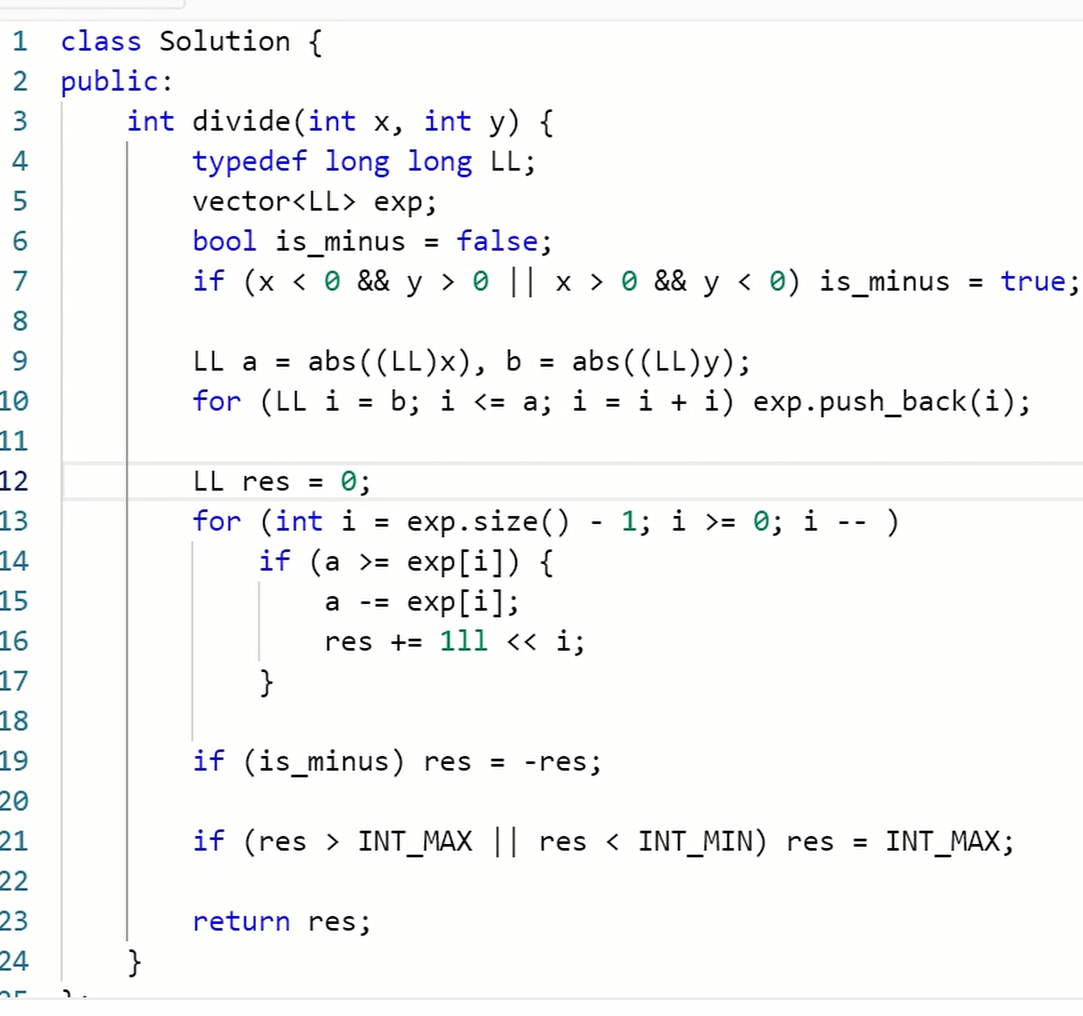 1 class Solution {
2 public:
3     int divide(int x, int y) {
4         typedef long long LL;
5         vector<LL> exp;
6         bool is_minus = false;
7         if (x < 0 && y > 0 || x > 0 && y < 0) is_minus = true;
8
9         LL a = abs((LL)x), b = abs((LL)y);
10         for (LL i = b; i <= a; i = i + i) exp.push_back(i);
11
12         LL res = 0;
13         for (int i = exp.size() - 1; i >= 0; i -- )
14             if (a >= exp[i]) {
15                 a -= exp[i];
16                 res += 1ll << i;
17             }
18
19         if (is_minus) res = -res;
20
21         if (res > INT_MAX || res < INT_MIN) res = INT_MAX;
22
23         return res;
24     }